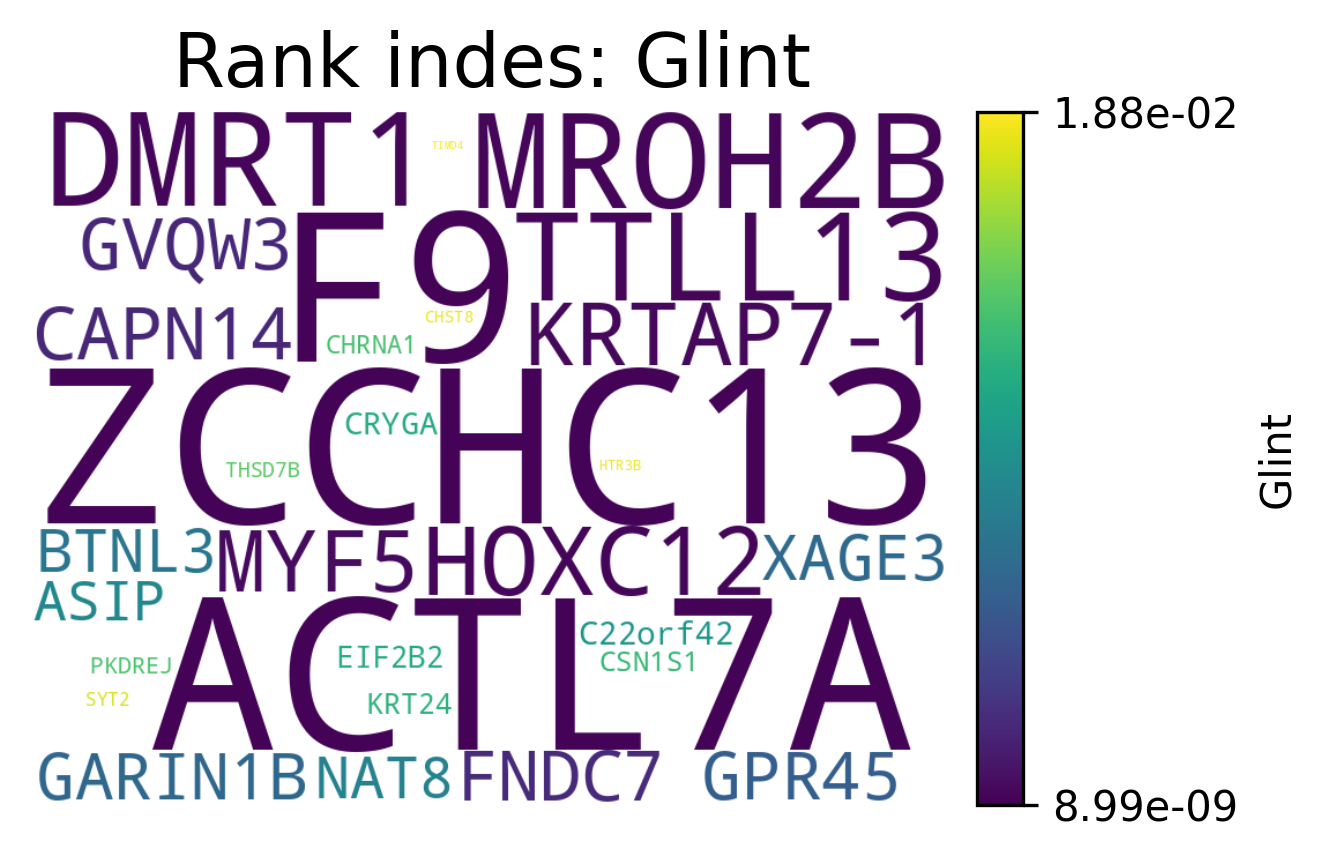 Rank indes: Glint
DMRT1 TIMD4 MROH2B
GVQW3 F9 TTLL13
CAPN14 CHRNA1 CHST8 KRTAP7-1
ZCCHC13
CRYGA
THSD7B HTR3B
BTNL3 MYF5 HOXC12 XAGE3
ASIP
ACTL7A
C22orf42
PKDREJ EIF2B2 CSN1S1
SYT2 KRT24
GARIN1B NAT8 FNDC7 GPR45
1.88e-02
Glint
8.99e-09